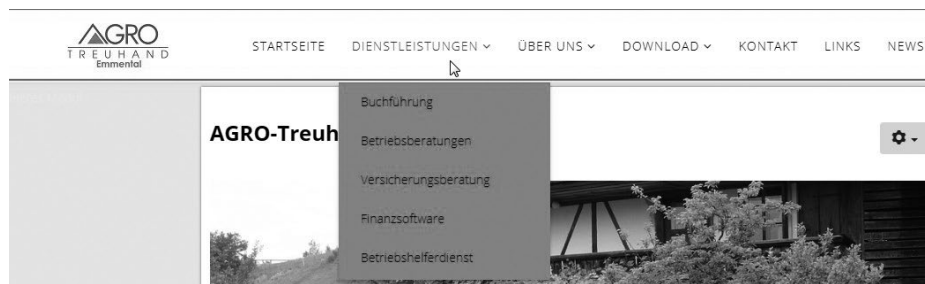 AGRO
TREUHAND
Emmental
STARTSEITE DIENSTLEISTUNGEN ÜBER UNS DOWNLOAD KONTAKT LINKS NEWS
Buchführung
AGRO-Treuh
Betriebsberatungen
Versicherungsberatung
Finanzsoftware
Betriebshelferdienst